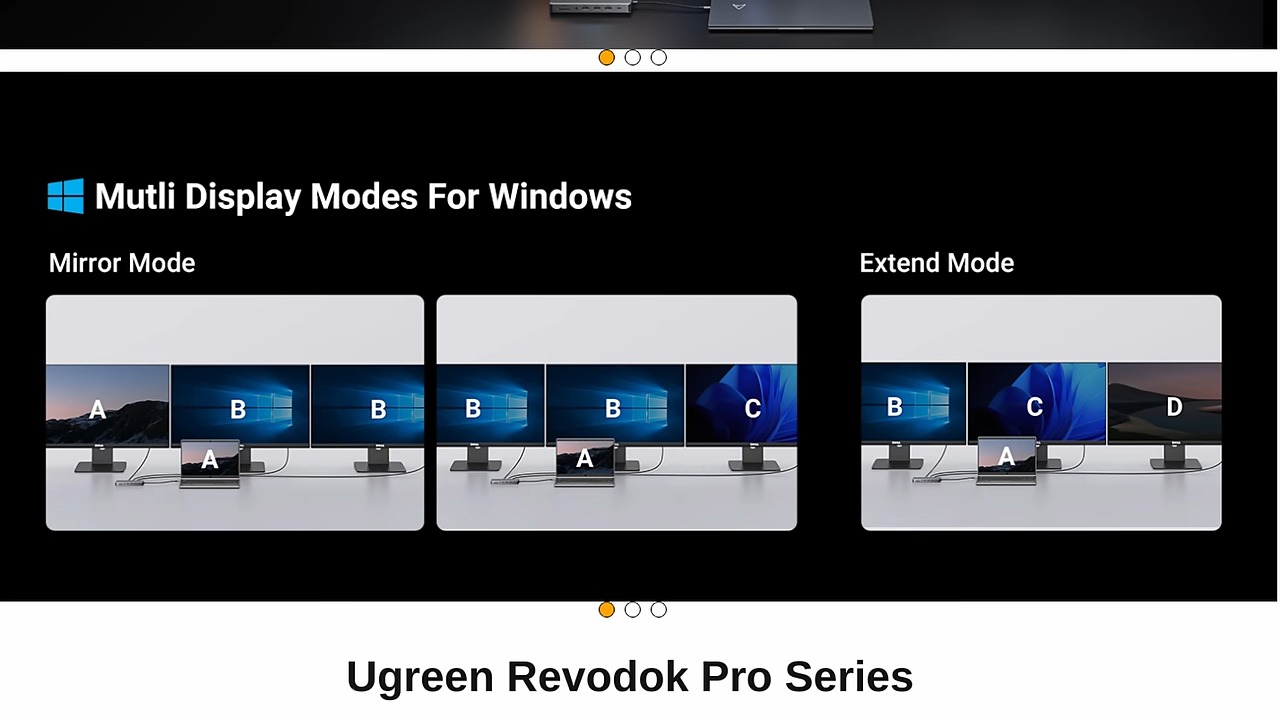 Mutli Display Modes For Windows
Mirror Mode
Extend Mode
A B B
A
B B C
A
B C D
A
Ugreen Revodok Pro Series